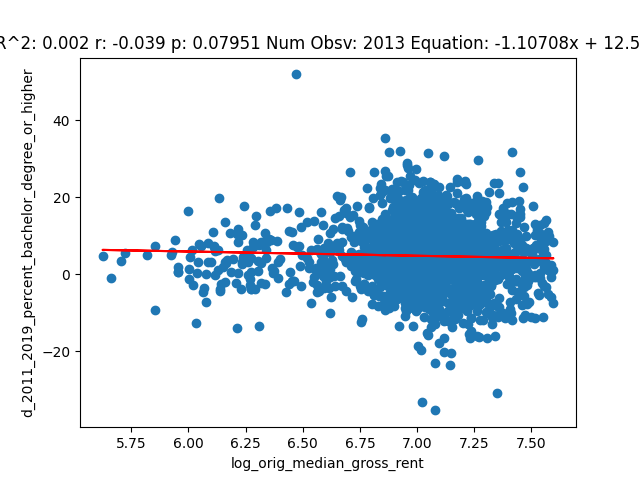 R^2: 0.002 r: -0.039 p: 0.07951 Num Obsv: 2013 Equation: -1.10708x + 12.5
d_2011_2019_percent_bachelor_degree_or_higher
40
20
0
−20
5.75 6.00 6.25 6.50 6.75 7.00 7.25 7.50
log_orig_median_gross_rent